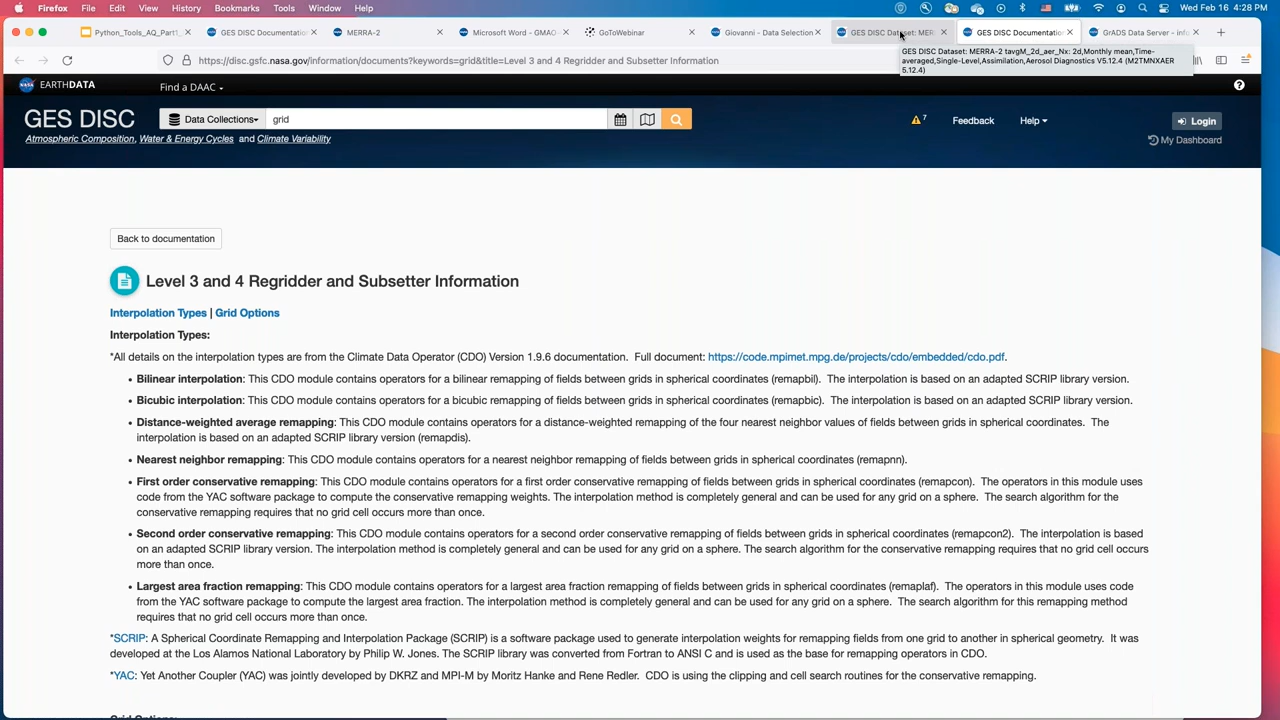 Firefox File Edit View History Bookmarks Tools Window Help Wed Feb 16 4:28 PM
Python_Tools_AQ_Part1_ GES DISC Documentation MERRA-2 Microsoft Word - GMAO GoToWebinar Giovanni - Data Selection GES DISC Dataset: MER GES DISC Documentation GrADS Data Server - info
https://disc.gsfc.nasa.gov/information/documents?keywords=grid&title=Level 3 and 4 Regridder and Subsetter Information
GES DISC Dataset: MERRA-2 tavgM_2d_aer_Nx: 2d,Monthly mean,Time-
averaged,Single-Level,Assimilation,Aerosol Diagnostics V5.12.4 (M2TMNXAER
5.12.4)
NASA EARTHDATA Find a DAAC
GES DISC Data Collections grid 7 Feedback Help Login
Atmospheric Composition, Water & Energy Cycles and Climate Variability My Dashboard
Back to documentation
Level 3 and 4 Regridder and Subsetter Information
Interpolation Types | Grid Options
Interpolation Types:
*All details on the interpolation types are from the Climate Data Operator (CDO) Version 1.9.6 documentation. Full document: https://code.mpimet.mpg.de/projects/cdo/embedded/cdo.pdf.
• Bilinear interpolation: This CDO module contains operators for a bilinear remapping of fields between grids in spherical coordinates (remapbil). The interpolation is based on an adapted SCRIP library version.
• Bicubic interpolation: This CDO module contains operators for a bicubic remapping of fields between grids in spherical coordinates (remapbic). The interpolation is based on an adapted SCRIP library version.
• Distance-weighted average remapping: This CDO module contains operators for a distance-weighted remapping of the four nearest neighbor values of fields between grids in spherical coordinates. The
interpolation is based on an adapted SCRIP library version (remapdis).
• Nearest neighbor remapping: This CDO module contains operators for a nearest neighbor remapping of fields between grids in spherical coordinates (remapnn).
• First order conservative remapping: This CDO module contains operators for a first order conservative remapping of fields between grids in spherical coordinates (remapcon). The operators in this module uses
code from the YAC software package to compute the conservative remapping weights. The interpolation method is completely general and can be used for any grid on a sphere. The search algorithm for the
conservative remapping requires that no grid cell occurs more than once.
• Second order conservative remapping: This CDO module contains operators for a second order conservative remapping of fields between grids in spherical coordinates (remapcon2). The interpolation is based
on an adapted SCRIP library version. The interpolation method is completely general and can be used for any grid on a sphere. The search algorithm for the conservative remapping requires that no grid cell occurs
more than once.
• Largest area fraction remapping: This CDO module contains operators for a largest area fraction remapping of fields between grids in spherical coordinates (remaplaf). The operators in this module uses code
from the YAC software package to compute the largest area fraction. The interpolation method is completely general and can be used for any grid on a sphere. The search algorithm for this remapping method
requires that no grid cell occurs more than once.
*SCRIP: A Spherical Coordinate Remapping and Interpolation Package (SCRIP) is a software package used to generate interpolation weights for remapping fields from one grid to another in spherical geometry. It was
developed at the Los Alamos National Laboratory by Philip W. Jones. The SCRIP library was converted from Fortran to ANSI C and is used as the base for remapping operators in CDO.
*YAC: Yet Another Coupler (YAC) was jointly developed by DKRZ and MPI-M by Moritz Hanke and Rene Redler. CDO is using the clipping and cell search routines for the conservative remapping.
Grid Options: